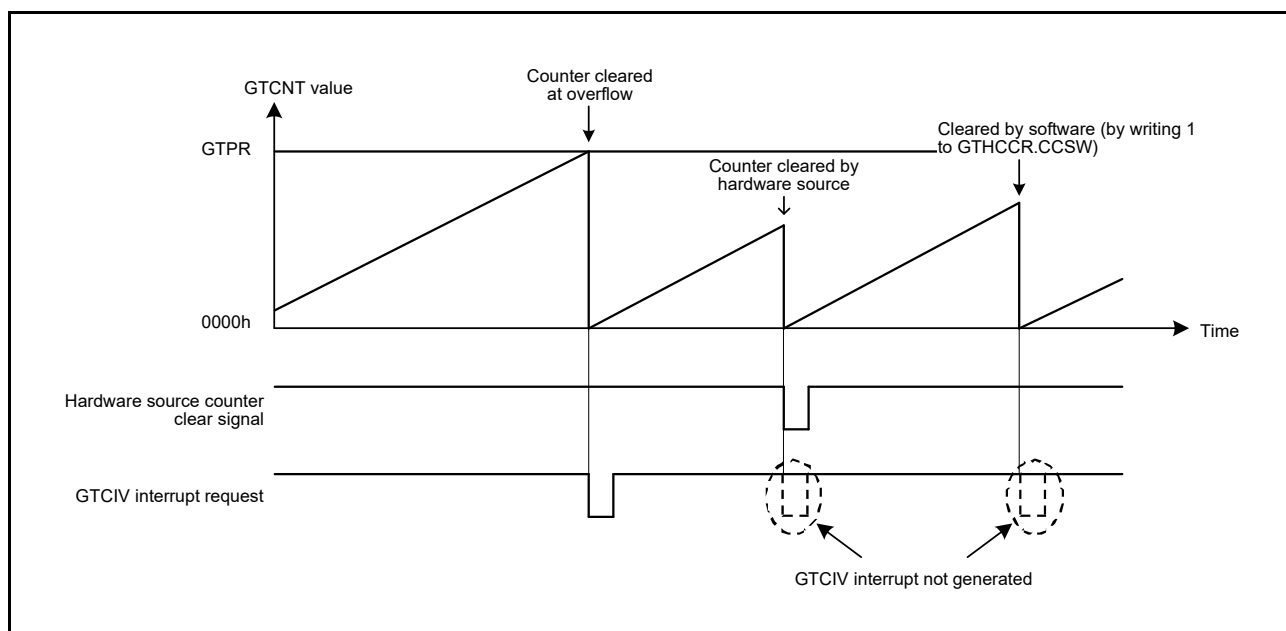 GTCNT value
Counter cleared
at overflow
GTPR
Cleared by software (by writing 1
to GTHCCR.CCSW)
Counter cleared by
hardware source
0000h
Time
Hardware source counter
clear signal
GTCIV interrupt request
GTCIV interrupt not generated